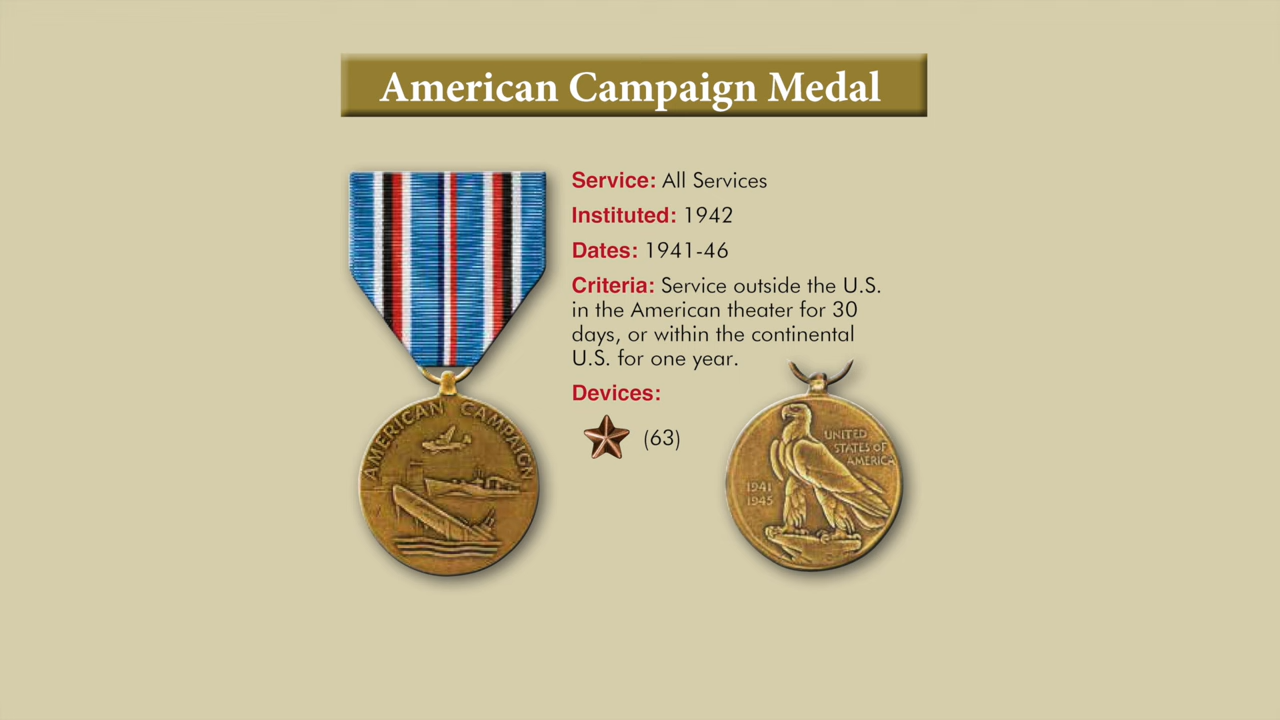 American Campaign Medal
Service: All Services
Instituted: 1942
Dates: 1941-46
Criteria: Service outside the U.S.
in the American theater for 30
days, or within the continental
U.S. for one year.
Devices:
(63)
AMERICAN CAMPAIGN
UNITED
STATES OF
AMERICA
1941
1945